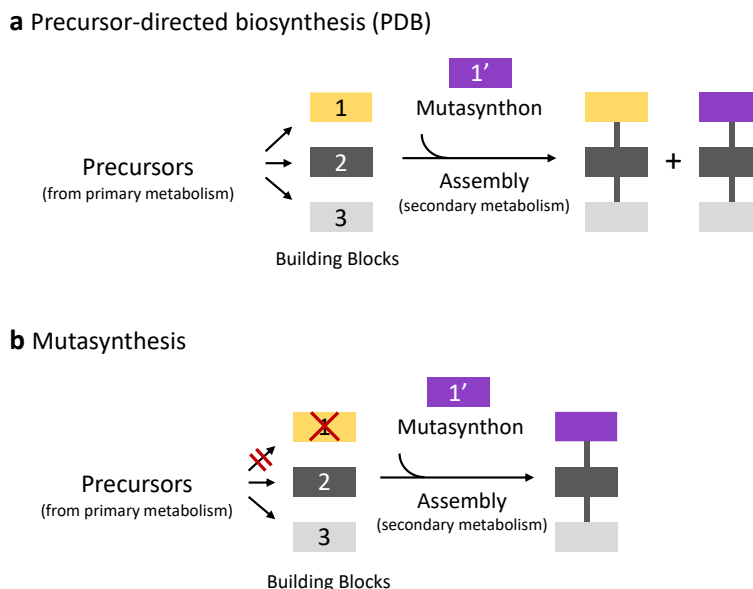 a Precursor-directed biosynthesis (PDB)
1’
1
Mutasynthon
Precursors
(from primary metabolism)
2
+
Assembly
(secondary metabolism)
3
Building Blocks
b Mutasynthesis
1’
1
Mutasynthon
Precursors
(from primary metabolism)
2
Assembly
(secondary metabolism)
3
Building Blocks